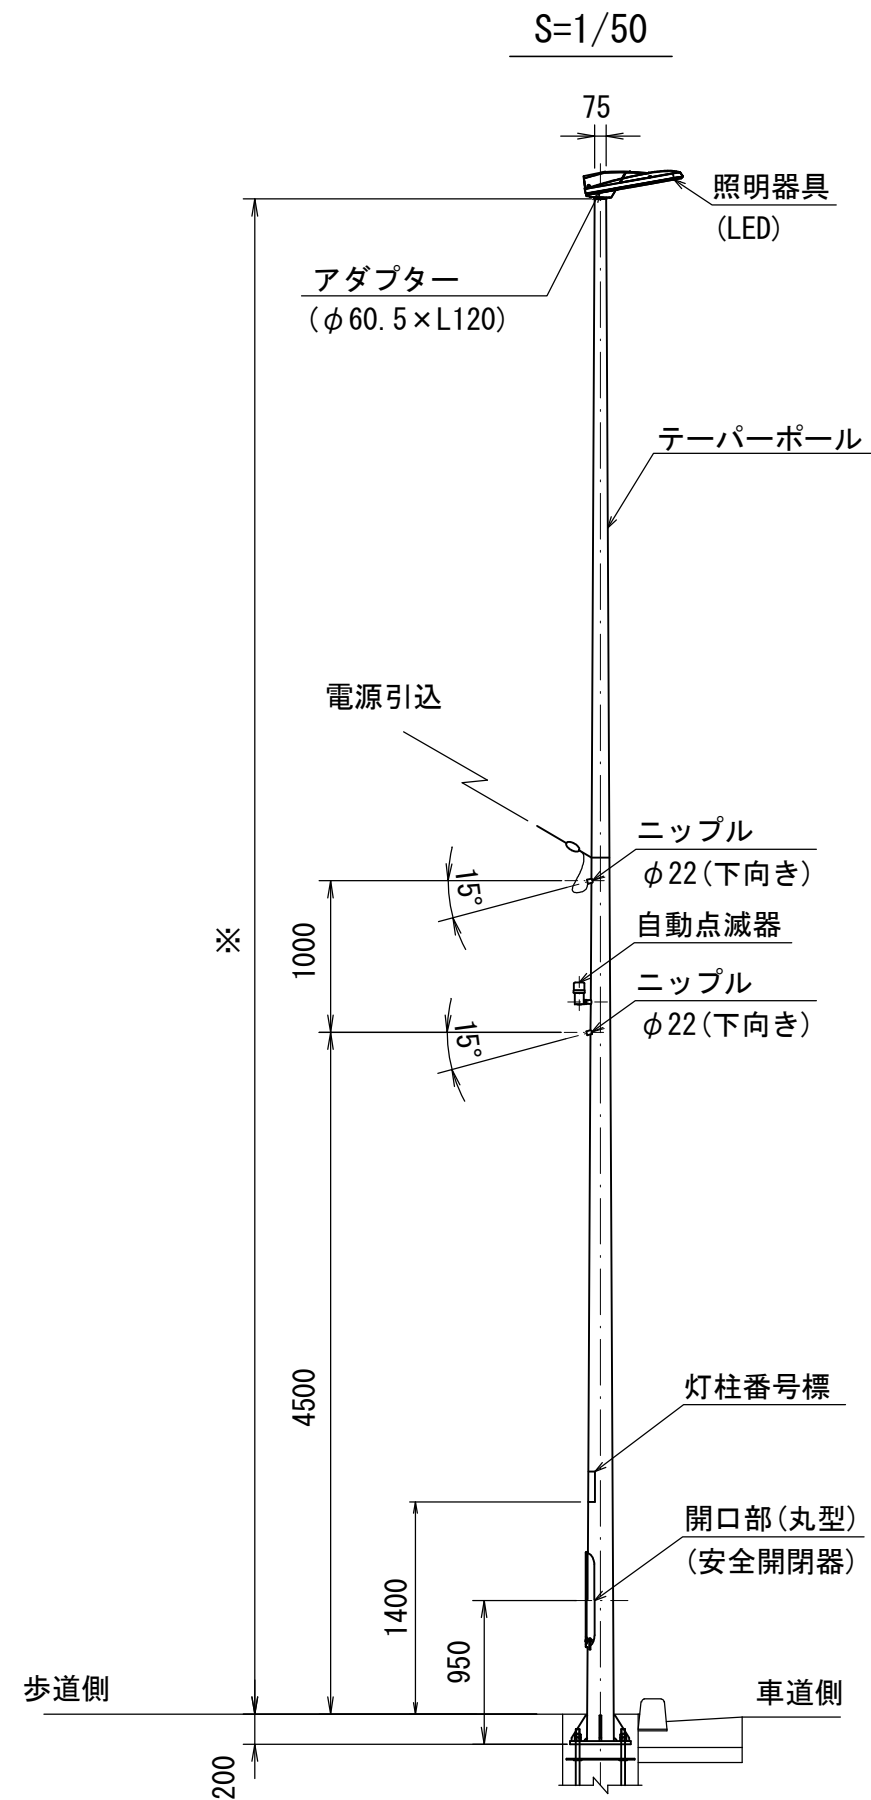 S=1/50
75
照明器具
(LED)
アダプター
(φ60.5×L120)
テーパーポール
電源引込
ニップル
φ22(下向き)
15°
※
1000
自動点滅器
ニップル
φ22(下向き)
15°
4500
灯柱番号標
開口部(丸型)
(安全開閉器)
1400
950
歩道側
車道側
200